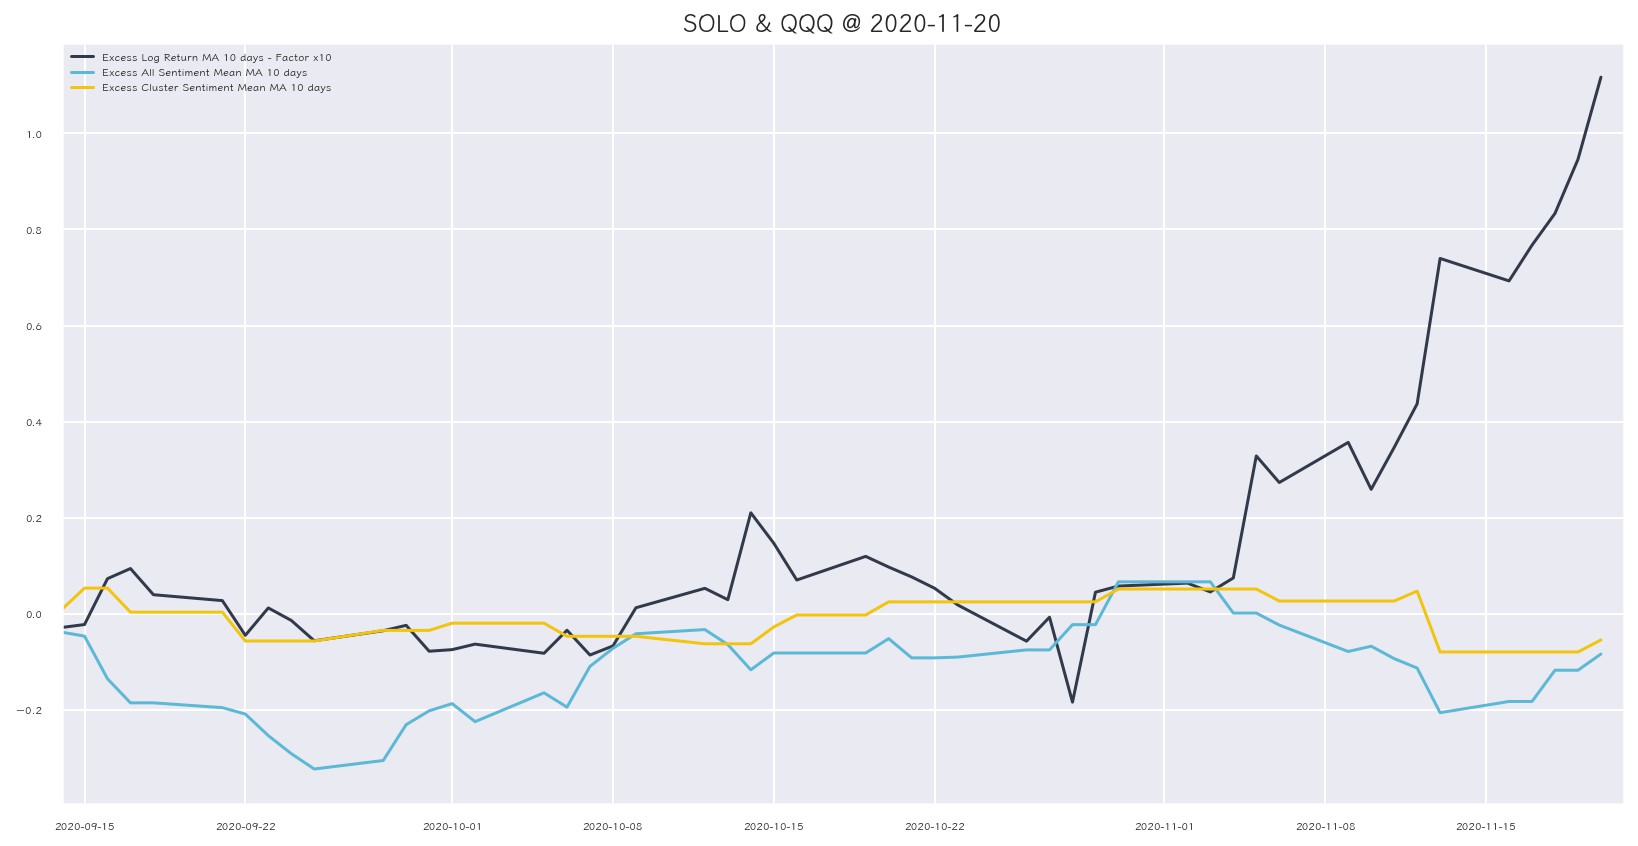 SOLO & QQQ @ 2020-11-20
Excess Log Return MA 10 days - Factor x10
Excess All Sentiment Mean MA 10 days
Excess Cluster Sentiment Mean MA 10 days
1.0
0.8
0.6
0.4
0.2
0.0
−0.2
2020-09-15 2020-09-22 2020-10-01 2020-10-08 2020-10-15 2020-10-22 2020-11-01 2020-11-08 2020-11-15